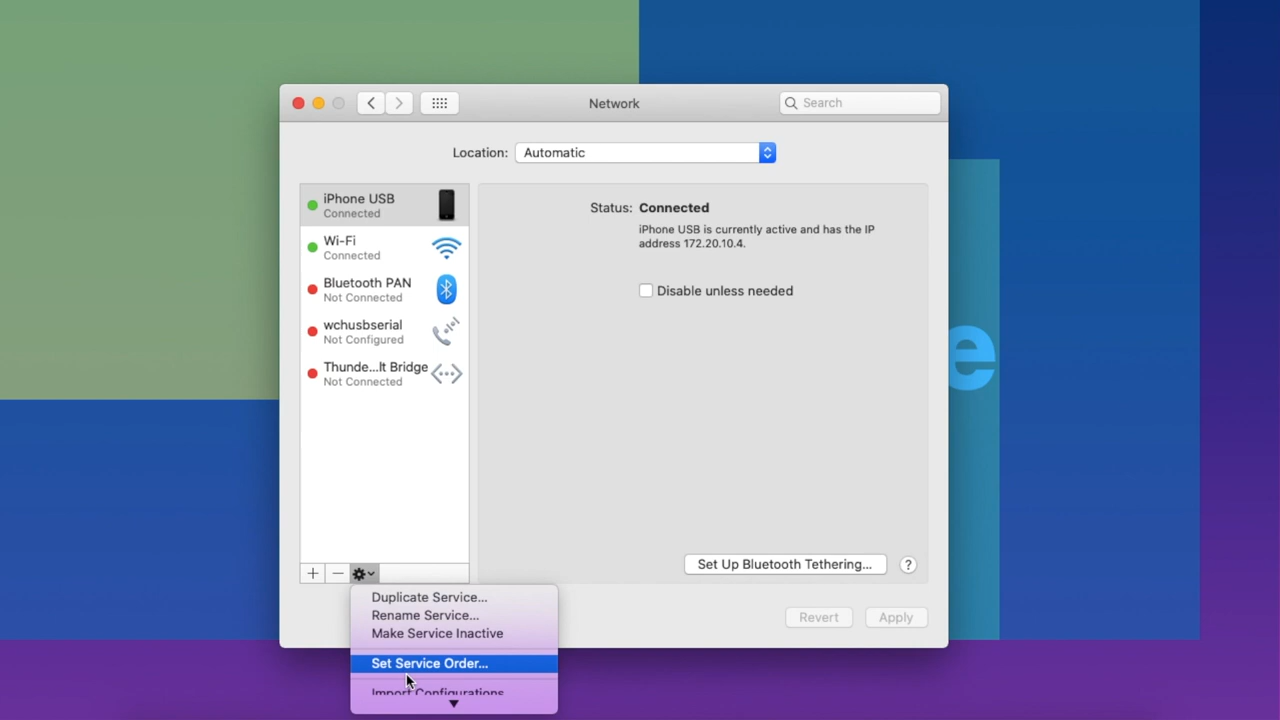 Network
Search
Location: Automatic
iPhone USB
Connected
Wi-Fi
Connected
Bluetooth PAN
Not Connected
wchusbserial
Not Configured
Thunde...lt Bridge
Not Connected
Status: Connected
iPhone USB is currently active and has the IP
address 172.20.10.4.
Disable unless needed
Set Up Bluetooth Tethering...
?
Duplicate Service...
Rename Service...
Make Service Inactive
Set Service Order...
Import Configurations
Revert
Apply
e